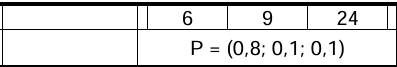 6 9 24
P = (0,8; 0,1; 0,1)